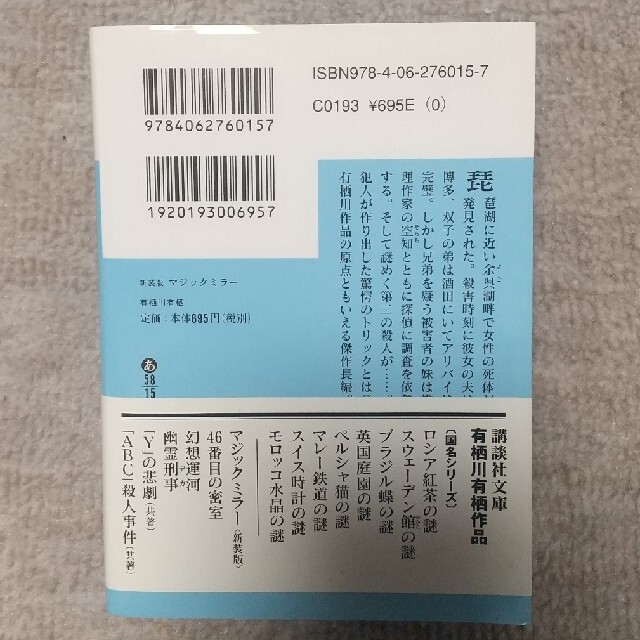 ISBN978-4-06-276015-7
C0193 ¥695E (0)
9784062760157
1920193006957
琵琶湖に近い余呉湖畔で女性の死体が
発見された。殺害時刻に彼女の夫は
博多、双子の弟は酒田にいてアリバイは
完璧。しかし兄弟を疑う被害者の妹は推
理作家の空知とともに探偵に調査を依頼
する。そして謎めく第二の殺人が……。
犯人が作り出した驚愕のトリックとは?
有栖川作品の原点ともいえる傑作長編。
新装版 マジックミラー
有栖川有栖
定価:本体695円(税別)
あ
58
15
講談社文庫
有栖川有栖作品
〔国名シリーズ〕
ロシア紅茶の謎
スウェーデン館の謎
ブラジル蝶の謎
英国庭園の謎
ペルシャ猫の謎
マレー鉄道の謎
スイス時計の謎
モロッコ水晶の謎
マジックミラー〈新装版〉
46番目の密室
幻想運河
幽霊刑事
「Y」の悲劇(共著)
「ABC」殺人事件(共著)